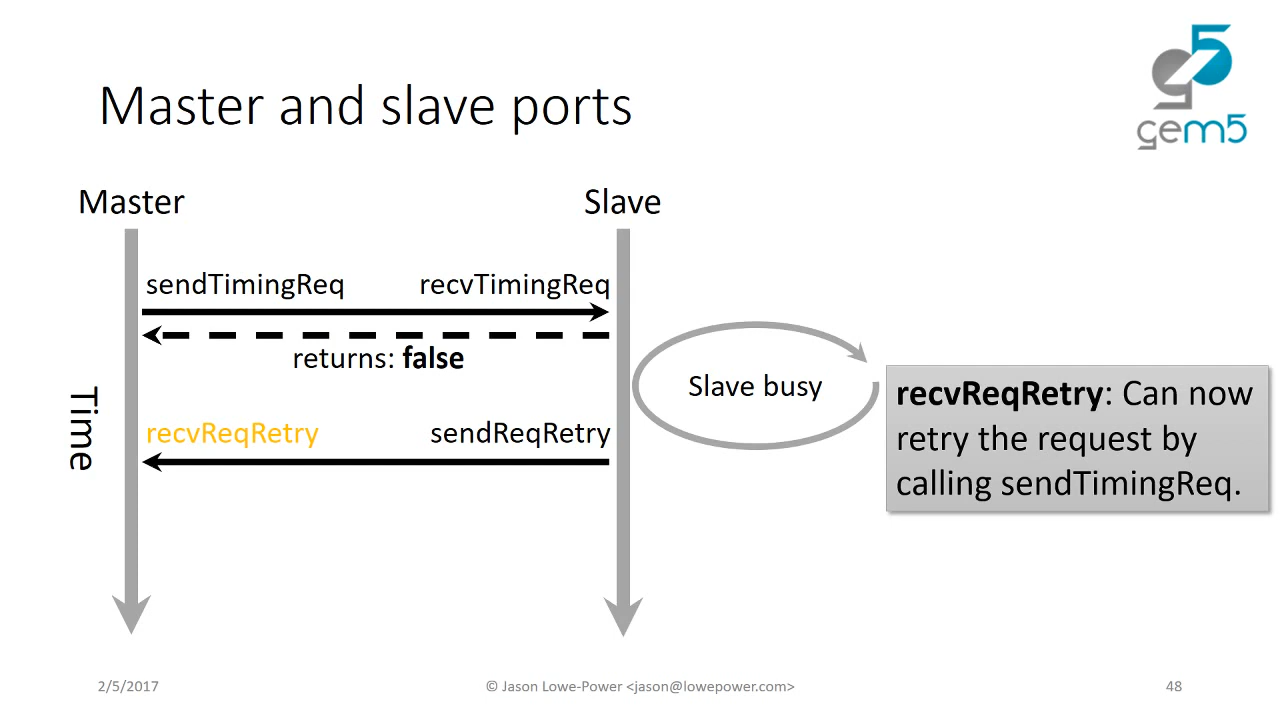 gem5
Master and slave ports
Master
Slave
sendTimingReq
recvTimingReq
returns: false
Slave busy
recvReqRetry: Can now
retry the request by
calling sendTimingReq.
Time
recvReqRetry
sendReqRetry
2/5/2017
© Jason Lowe-Power <jason@lowepower.com>
48